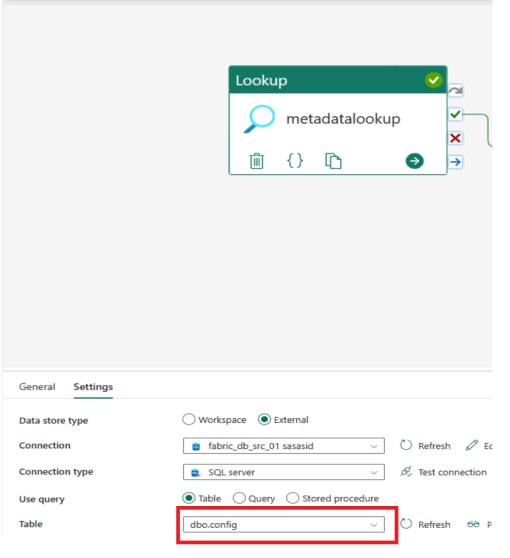 Lookup
metadatalookup
{}
General Settings
Data store type Workspace External
Connection fabric_db_src_01 sasasid Refresh Ed
Connection type SQL server Test connection
Use query Table Query Stored procedure
Table dbo.config Refresh P